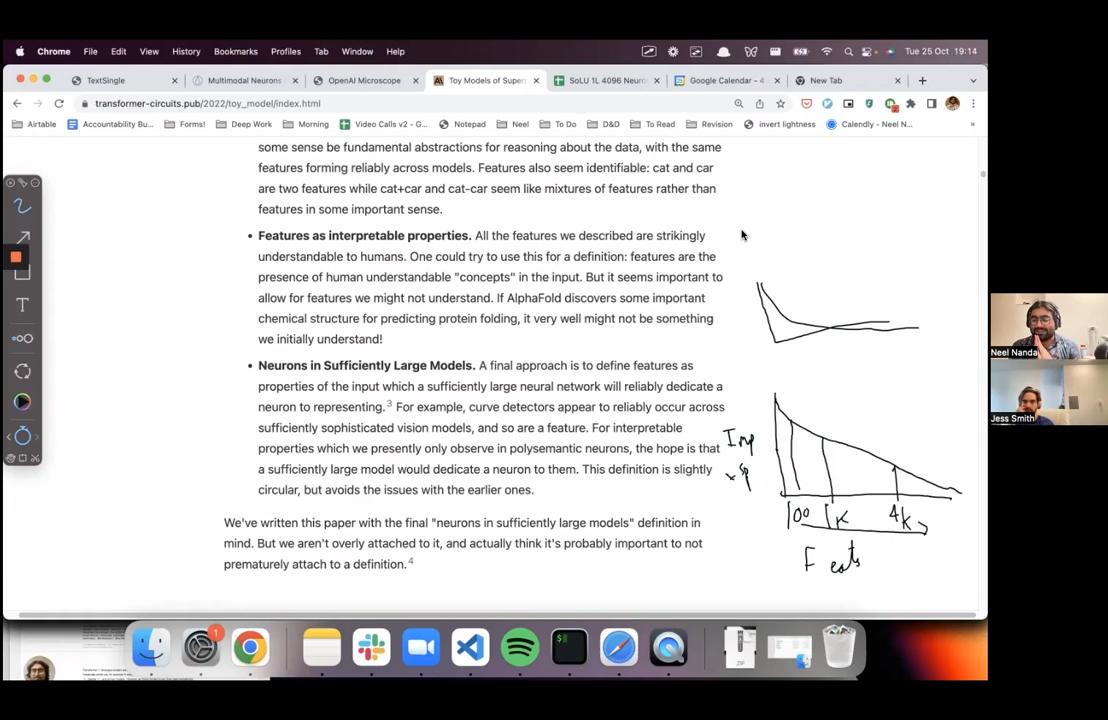 Chrome File Edit View History Bookmarks Profiles Tab Window Help Tue 25 Oct 19:14
TextSingle Multimodal Neurons OpenAI Microscope Toy Models of Super SoLU 1L 4096 Neuro Google Calendar - 4 New Tab
transformer-circuits.pub/2022/toy_model/index.html
Airtable Accountability Bu... Forms! Deep Work Morning Video Calls v2 - G... Notepad Neel To Do D&D To Read Revision invert lightness Calendly - Neel N... »
some sense be fundamental abstractions for reasoning about the data, with the same
features forming reliably across models. Features also seem identifiable: cat and car
are two features while cat+car and cat-car seem like mixtures of features rather than
features in some important sense.
• Features as interpretable properties. All the features we described are strikingly
understandable to humans. One could try to use this for a definition: features are the
presence of human understandable "concepts" in the input. But it seems important to
allow for features we might not understand. If AlphaFold discovers some important
chemical structure for predicting protein folding, it very well might not be something
we initially understand!
• Neurons in Sufficiently Large Models. A final approach is to define features as
properties of the input which a sufficiently large neural network will reliably dedicate a
neuron to representing.3 For example, curve detectors appear to reliably occur across
sufficiently sophisticated vision models, and so are a feature. For interpretable
properties which we presently only observe in polysemantic neurons, the hope is that
a sufficiently large model would dedicate a neuron to them. This definition is slightly
circular, but avoids the issues with the earlier ones.
We've written this paper with the final "neurons in sufficiently large models" definition in
mind. But we aren't overly attached to it, and actually think it's probably important to not
prematurely attach to a definition.4
Imp
x sp
100 1K 4K
Feats
Neel Nanda
Jess Smith
T
1
ZIP